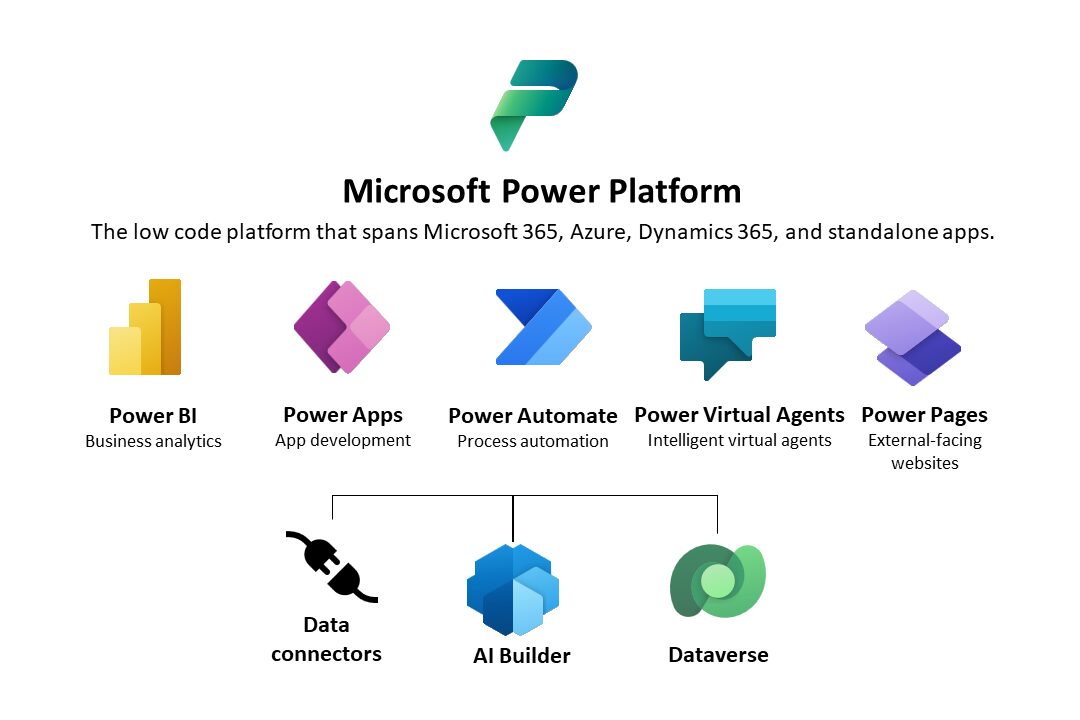 Microsoft Power Platform
The low code platform that spans Microsoft 365, Azure, Dynamics 365, and standalone apps.
Power BI
Business analytics
Power Apps
App development
Power Automate
Process automation
Power Virtual Agents
Intelligent virtual agents
Power Pages
External-facing
websites
Data
connectors
AI Builder
Dataverse